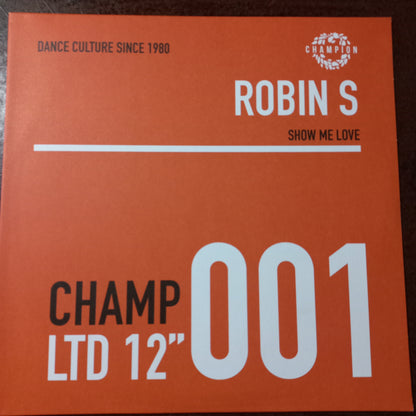 DANCE CULTURE SINCE 1980
CHAMPION
ROBIN S
SHOW ME LOVE
CHAMP
LTD 12”
001